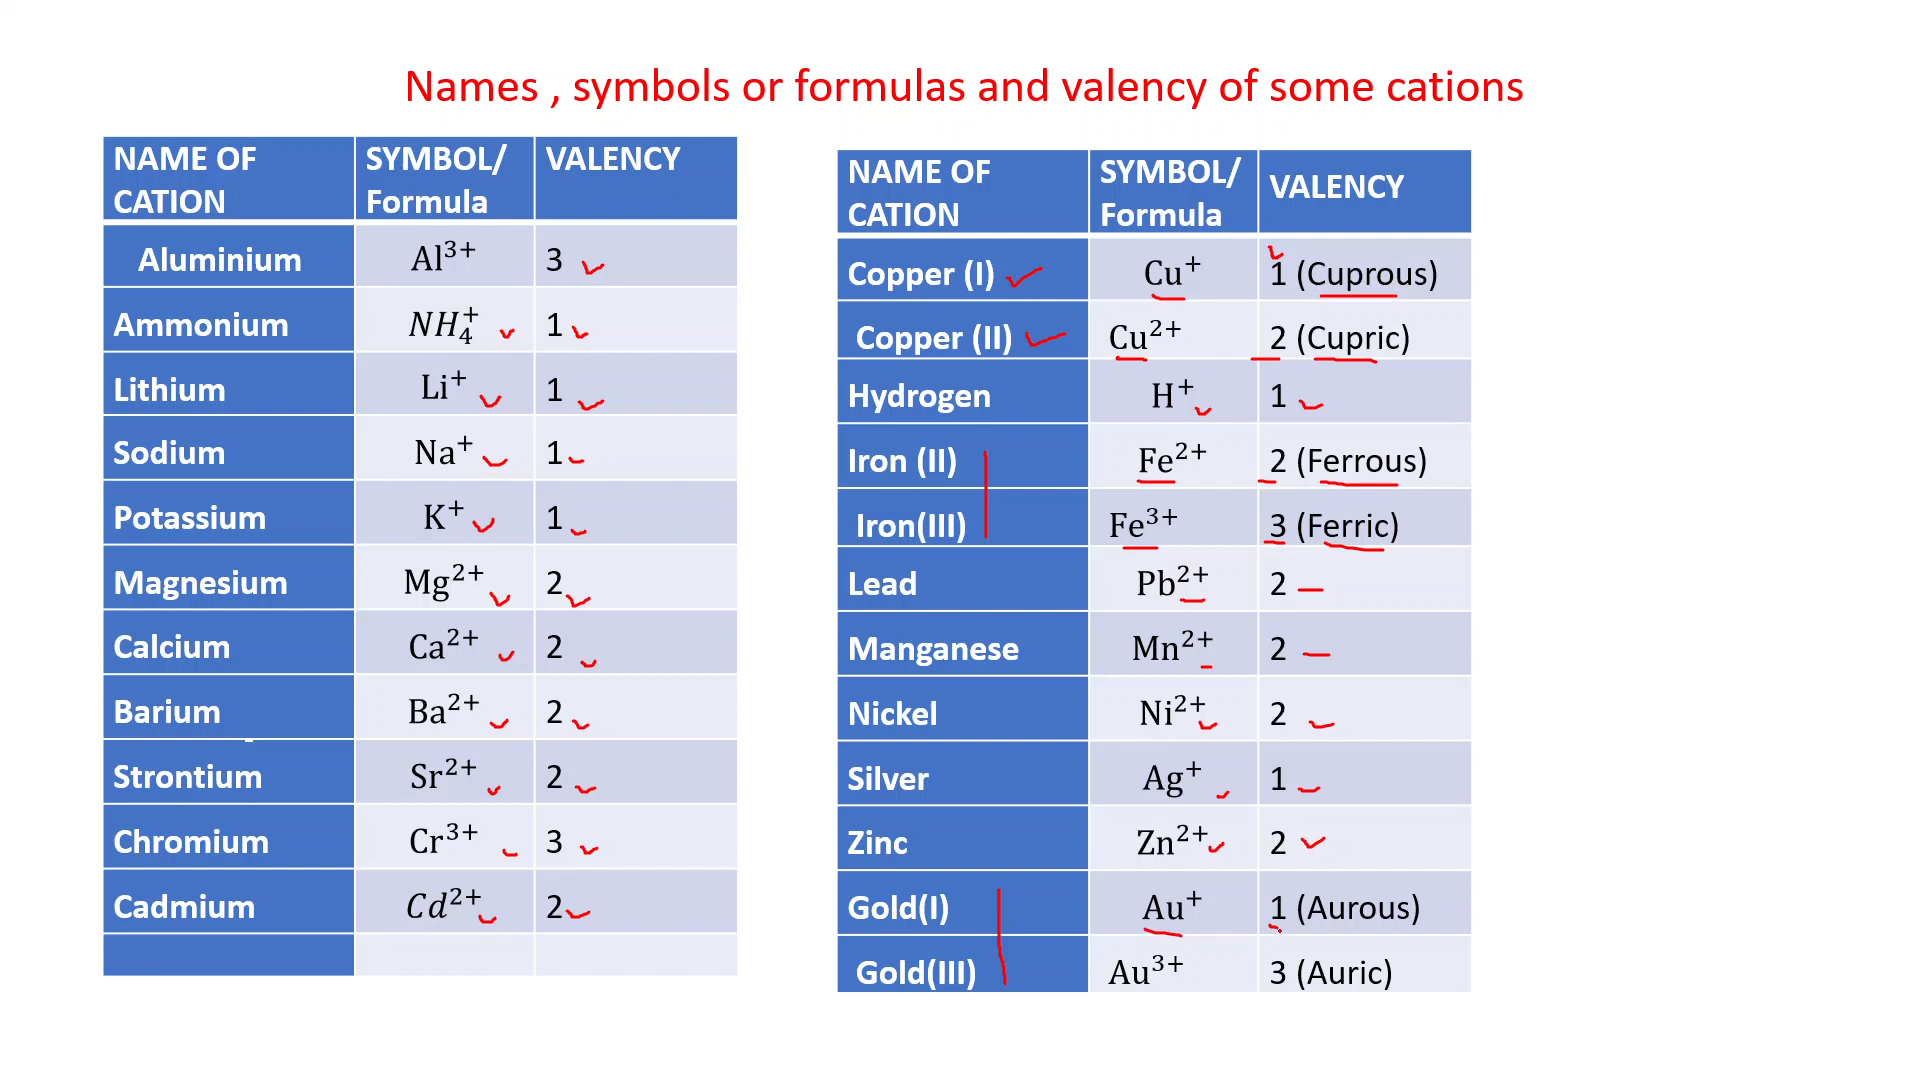 Names , symbols or formulas and valency of some cations
NAME OF CATION SYMBOL/ Formula VALENCY
Aluminium Al³⁺ 3
Ammonium NH₄⁺ 1
Lithium Li⁺ 1
Sodium Na⁺ 1
Potassium K⁺ 1
Magnesium Mg²⁺ 2
Calcium Ca²⁺ 2
Barium Ba²⁺ 2
Strontium Sr²⁺ 2
Chromium Cr³⁺ 3
Cadmium Cd²⁺ 2
NAME OF CATION SYMBOL/ Formula VALENCY
Copper (I) Cu⁺ 1 (Cuprous)
Copper (II) Cu²⁺ 2 (Cupric)
Hydrogen H⁺ 1
Iron (II) Fe²⁺ 2 (Ferrous)
Iron(III) Fe³⁺ 3 (Ferric)
Lead Pb²⁺ 2
Manganese Mn²⁺ 2
Nickel Ni²⁺ 2
Silver Ag⁺ 1
Zinc Zn²⁺ 2
Gold(I) Au⁺ 1 (Aurous)
Gold(III) Au³⁺ 3 (Auric)